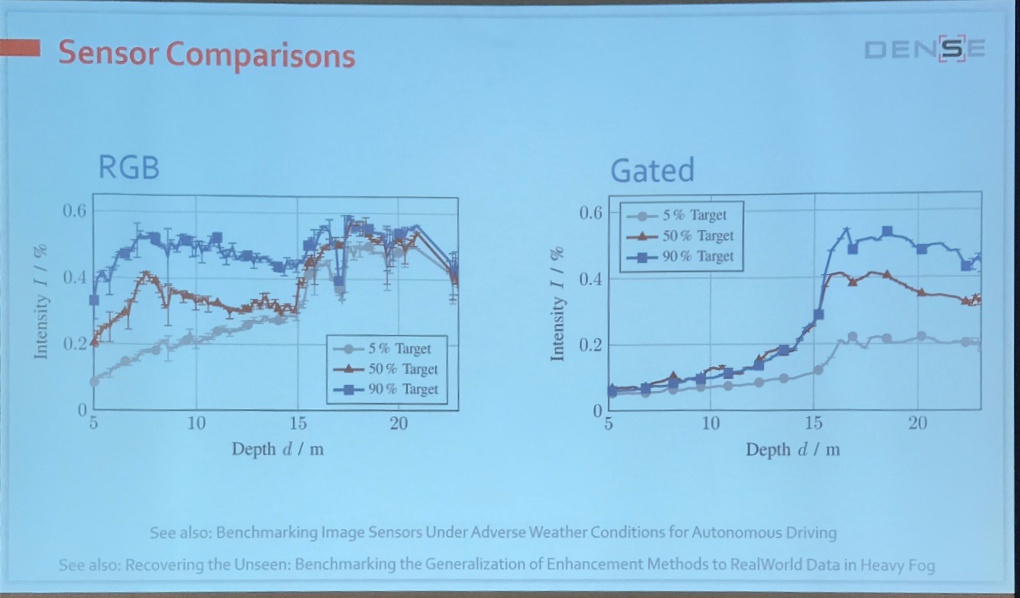 Sensor Comparisons
DENSE
RGB
Gated
0.6
0.4
0.2
0
5
10
15
20
Intensity I / %
Depth d / m
5 % Target
50 % Target
90 % Target
0.6
0.4
0.2
0
5
10
15
20
Intensity I / %
Depth d / m
5 % Target
50 % Target
90 % Target
See also: Benchmarking Image Sensors Under Adverse Weather Conditions for Autonomous Driving
See also: Recovering the Unseen: Benchmarking the Generalization of Enhancement Methods to RealWorld Data in Heavy Fog